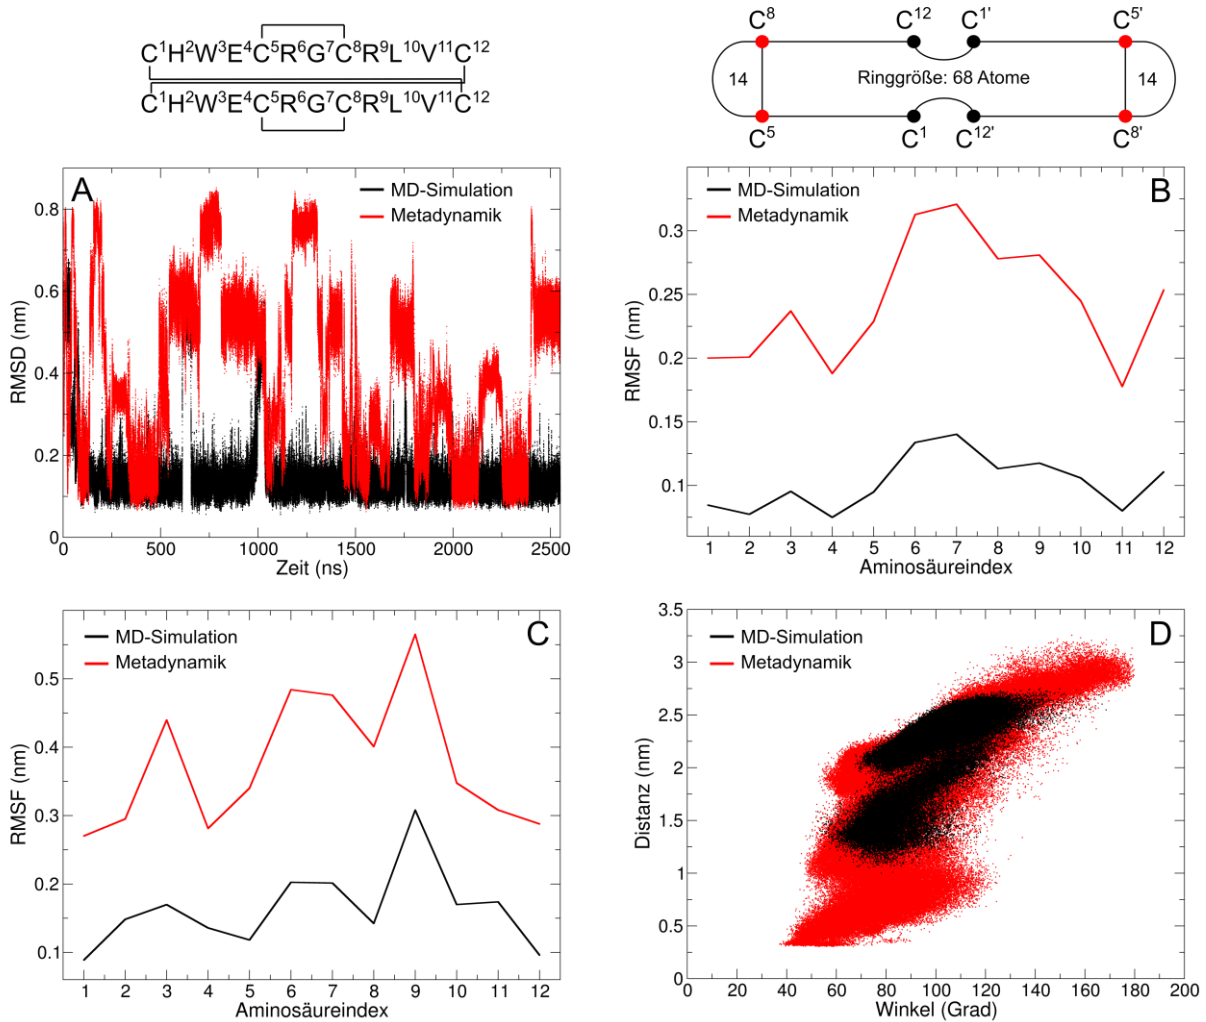 C¹H²W³E⁴C⁵R⁶G⁷C⁸R⁹L¹⁰V¹¹C¹²
C¹H²W³E⁴C⁵R⁶G⁷C⁸R⁹L¹⁰V¹¹C¹²
C⁸ C¹² C¹' C⁵'
14 Ringgröße: 68 Atome 14
C⁵ C¹ C¹²' C⁸'
A
MD-Simulation
Metadynamik
RMSD (nm)
0.8
0.6
0.4
0.2
0
0 500 1000 1500 2000 2500
Zeit (ns)
B
MD-Simulation
Metadynamik
RMSF (nm)
0.3
0.25
0.2
0.15
0.1
1 2 3 4 5 6 7 8 9 10 11 12
Aminosäureindex
C
MD-Simulation
Metadynamik
RMSF (nm)
0.5
0.4
0.3
0.2
0.1
1 2 3 4 5 6 7 8 9 10 11 12
Aminosäureindex
D
MD-Simulation
Metadynamik
Distanz (nm)
3.5
3
2.5
2
1.5
1
0.5
0
0 20 40 60 80 100 120 140 160 180 200
Winkel (Grad)